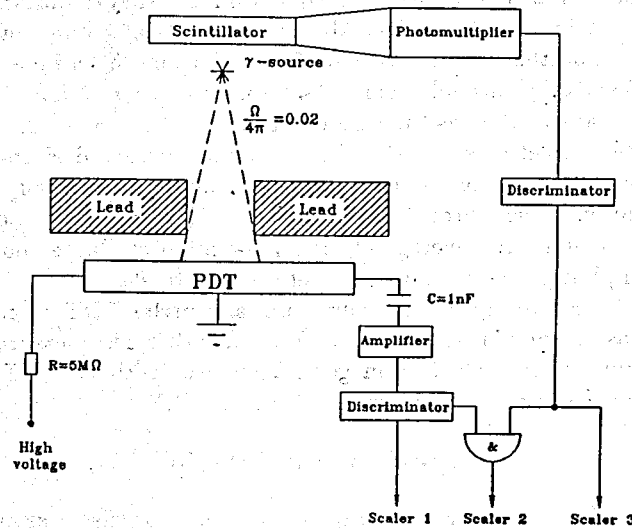 Scintillator
Photomultiplier
γ-source
Ω/4π =0.02
Discriminator
Lead
Lead
PDT
C=1nF
Amplifier
R=5MΩ
Discriminator
High
voltage
&
Scaler 1
Scaler 2
Scaler 3